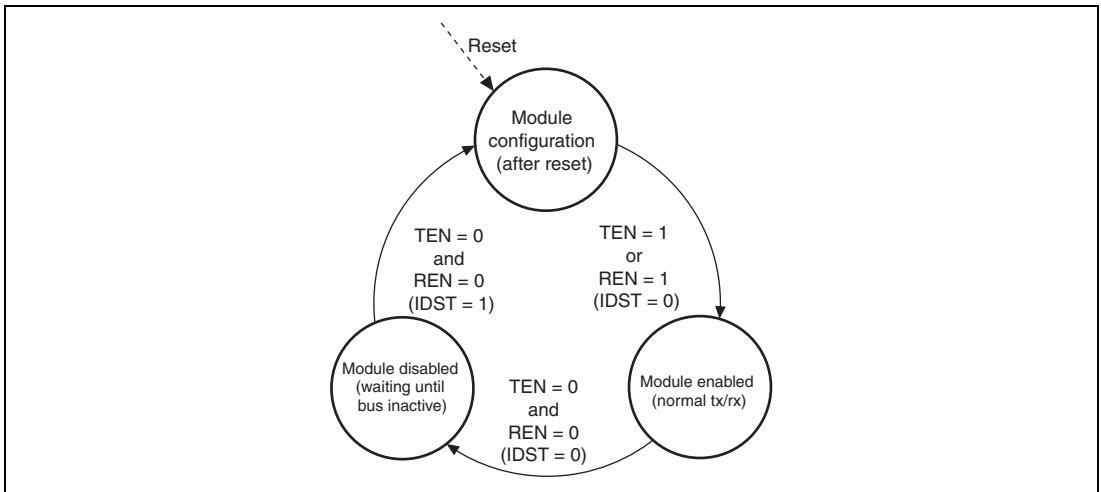 Reset
Module
configuration
(after reset)
TEN = 0
and
REN = 0
(IDST = 1)
TEN = 1
or
REN = 1
(IDST = 0)
Module disabled
(waiting until
bus inactive)
TEN = 0
and
REN = 0
(IDST = 0)
Module enabled
(normal tx/rx)